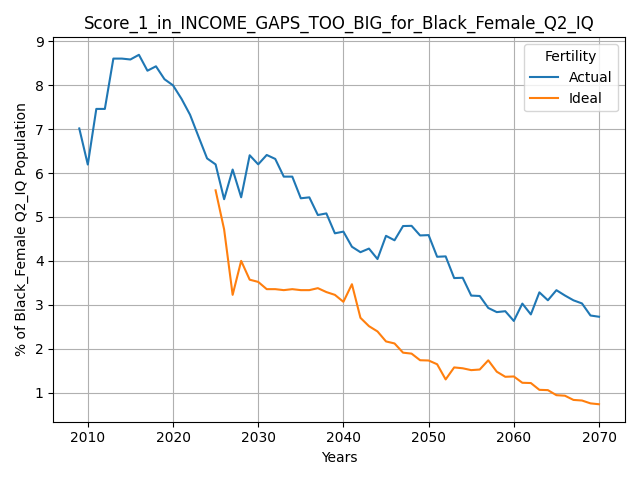 Score_1_in_INCOME_GAPS_TOO_BIG_for_Black_Female_Q2_IQ
Fertility
Actual
Ideal
% of Black_Female Q2_IQ Population
9
8
7
6
5
4
3
2
1
2010 2020 2030 2040 2050 2060 2070
Years